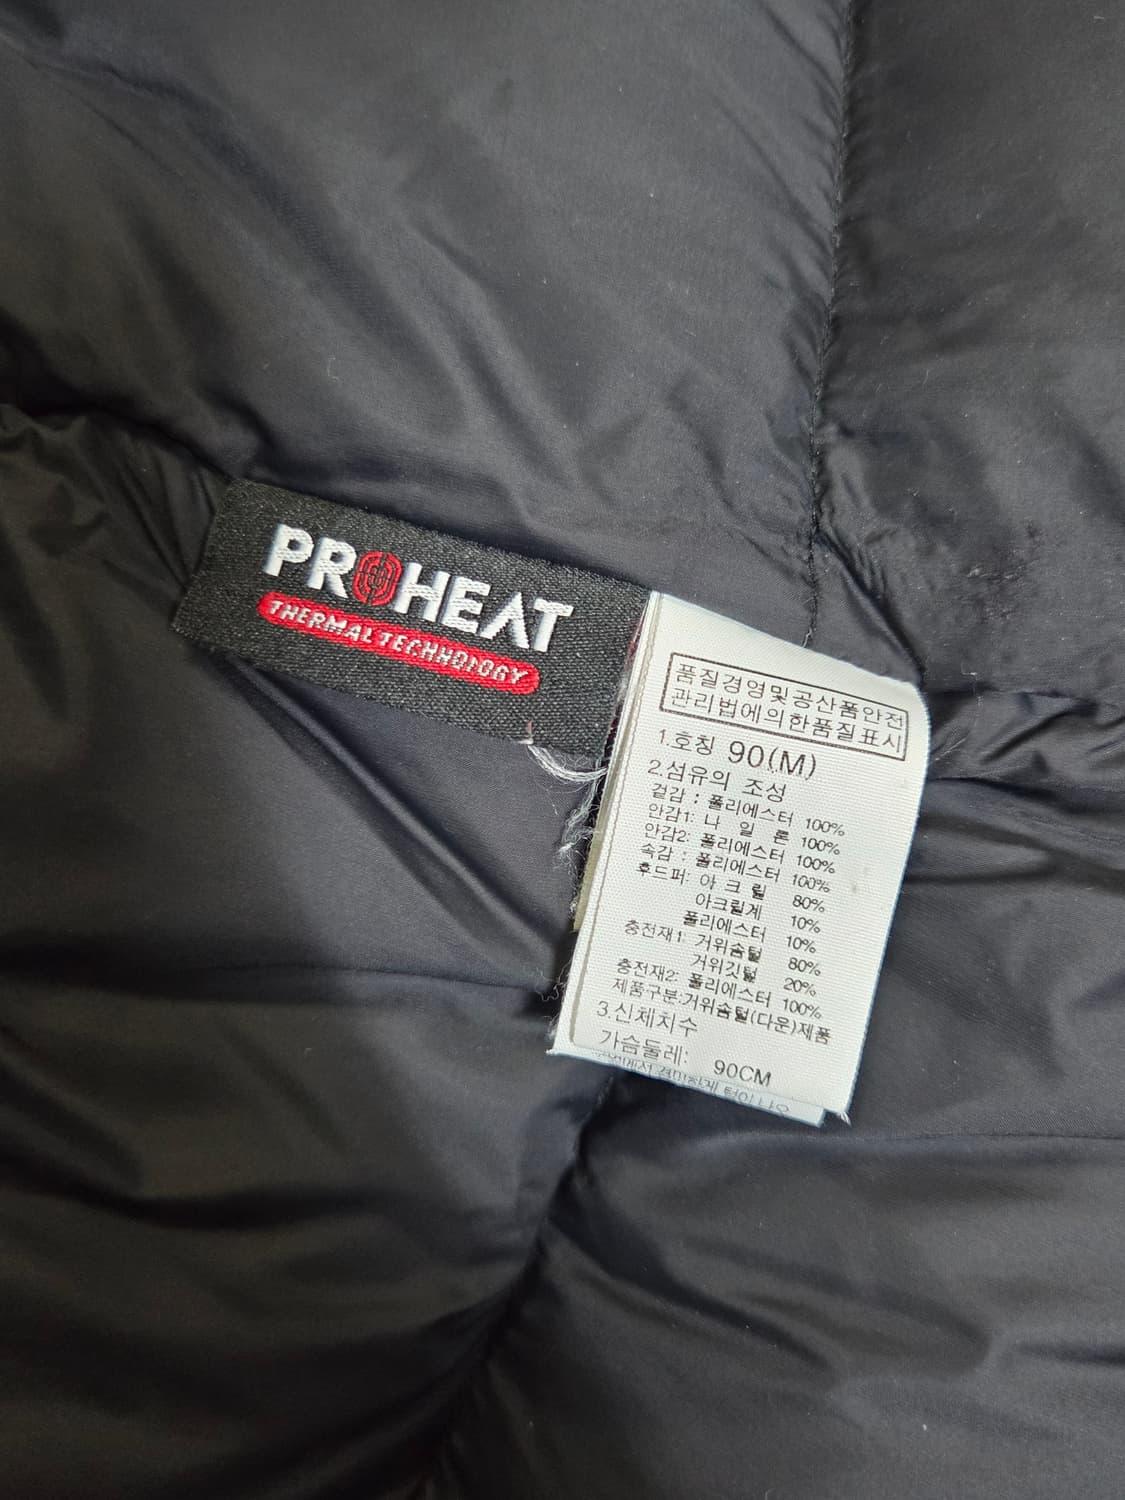 PROHEAT
THERMAL TECHNOLOGY
품질경영및공산품안전
관리법에의한품질표시
1.호칭 90(M)
2.섬유의 조성
겉감 : 폴리에스터 100%
안감1: 나 일 론 100%
안감2: 폴리에스터 100%
속감 : 폴리에스터 100%
후드퍼: 아 크 릴 80%
아크릴계 10%
폴리에스터 10%
충전재1: 거위솜털 80%
거위깃털 20%
충전재2: 폴리에스터 100%
제품구분:거위솜털(다운)제품
3.신체치수
가슴둘레: 90CM